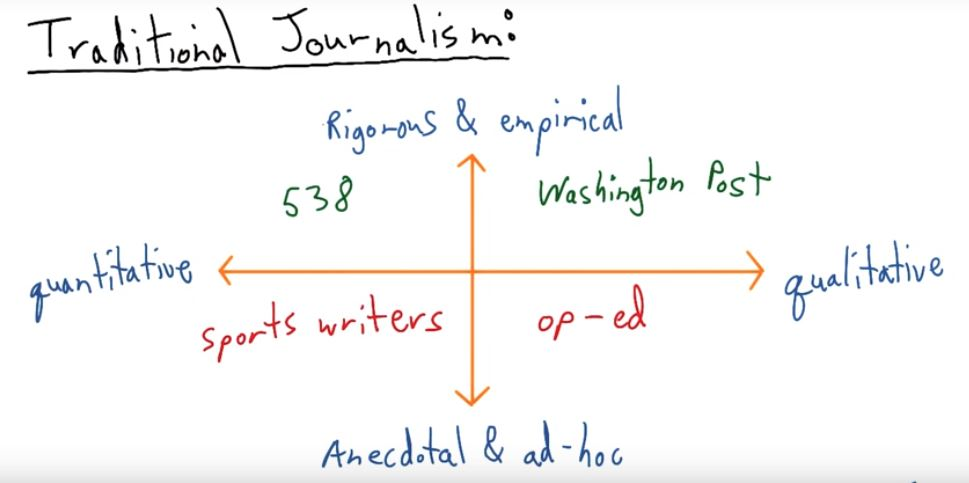 Traditional Journalism:
Rigorous & empirical
538
Washington Post
quantitative
qualitative
sports writers
op-ed
Anecdotal & ad-hoc